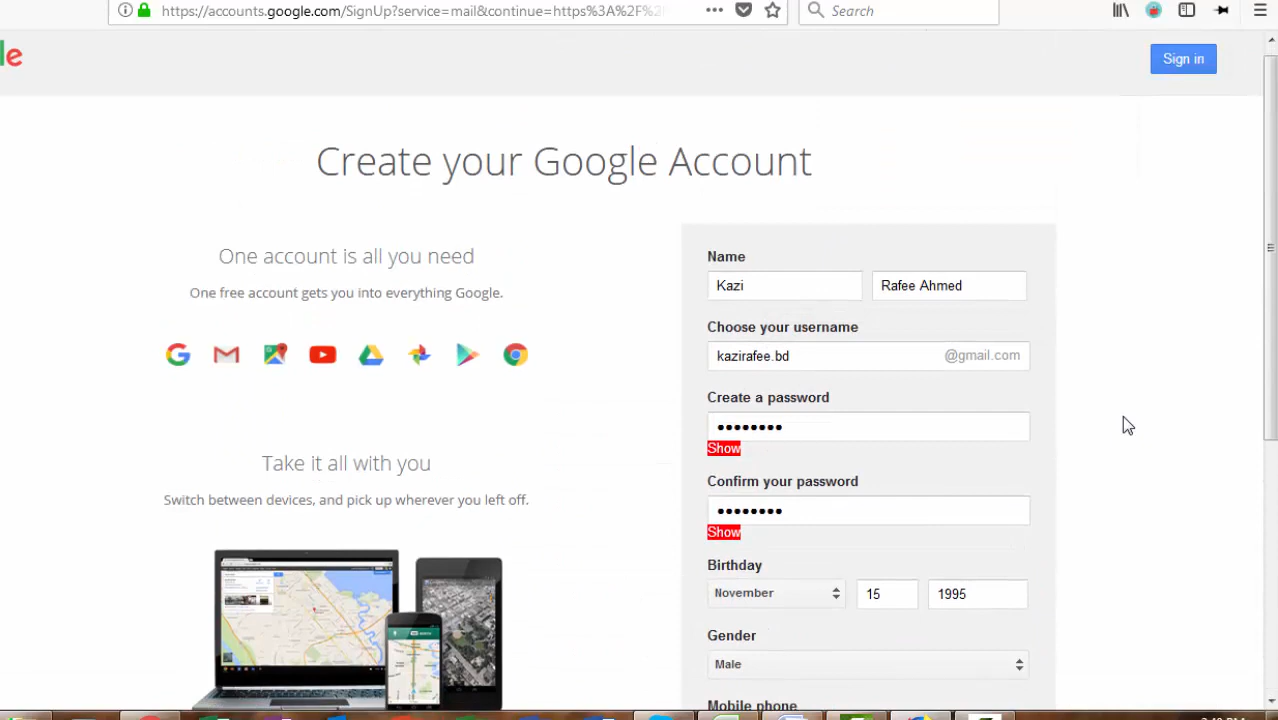 https://accounts.google.com/SignUp?service=mail&continue=https%3A%2F%2F
Search
le
Sign in
Create your Google Account
One account is all you need
One free account gets you into everything Google.
Take it all with you
Switch between devices, and pick up wherever you left off.
Name
Kazi
Rafee Ahmed
Choose your username
kazirafee.bd
@gmail.com
Create a password
••••••••
Show
Confirm your password
••••••••
Show
Birthday
November
15
1995
Gender
Male
Mobile phone